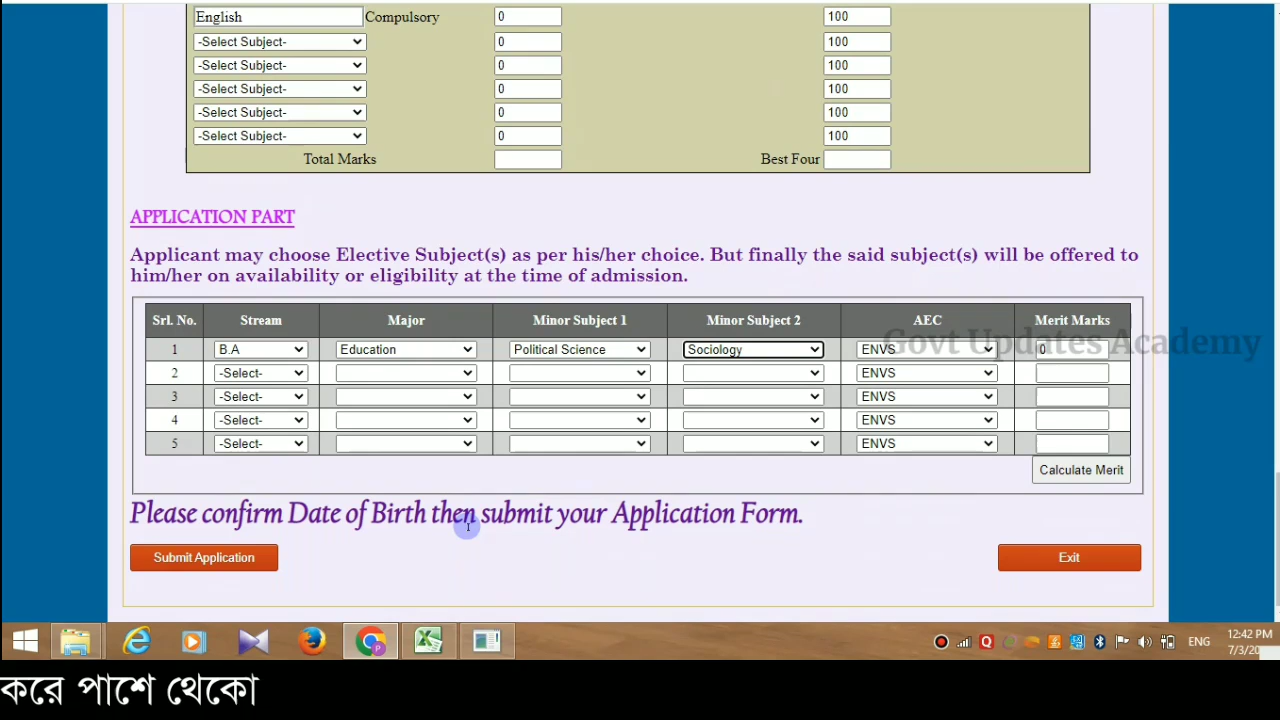 English Compulsory 0 100
-Select Subject- 0 100
-Select Subject- 0 100
-Select Subject- 0 100
-Select Subject- 0 100
-Select Subject- 0 100
Total Marks Best Four
APPLICATION PART
Applicant may choose Elective Subject(s) as per his/her choice. But finally the said subject(s) will be offered to
him/her on availability or eligibility at the time of admission.
Srl. No. Stream Major Minor Subject 1 Minor Subject 2 AEC Merit Marks
1 B.A Education Political Science Sociology ENVS 0
Govt Updates Academy
2 -Select- ENVS
3 -Select- ENVS
4 -Select- ENVS
5 -Select- ENVS
Calculate Merit
Please confirm Date of Birth then submit your Application Form.
Submit Application Exit
ENG 12:42 PM
7/3/20
করে পাশে থেকো